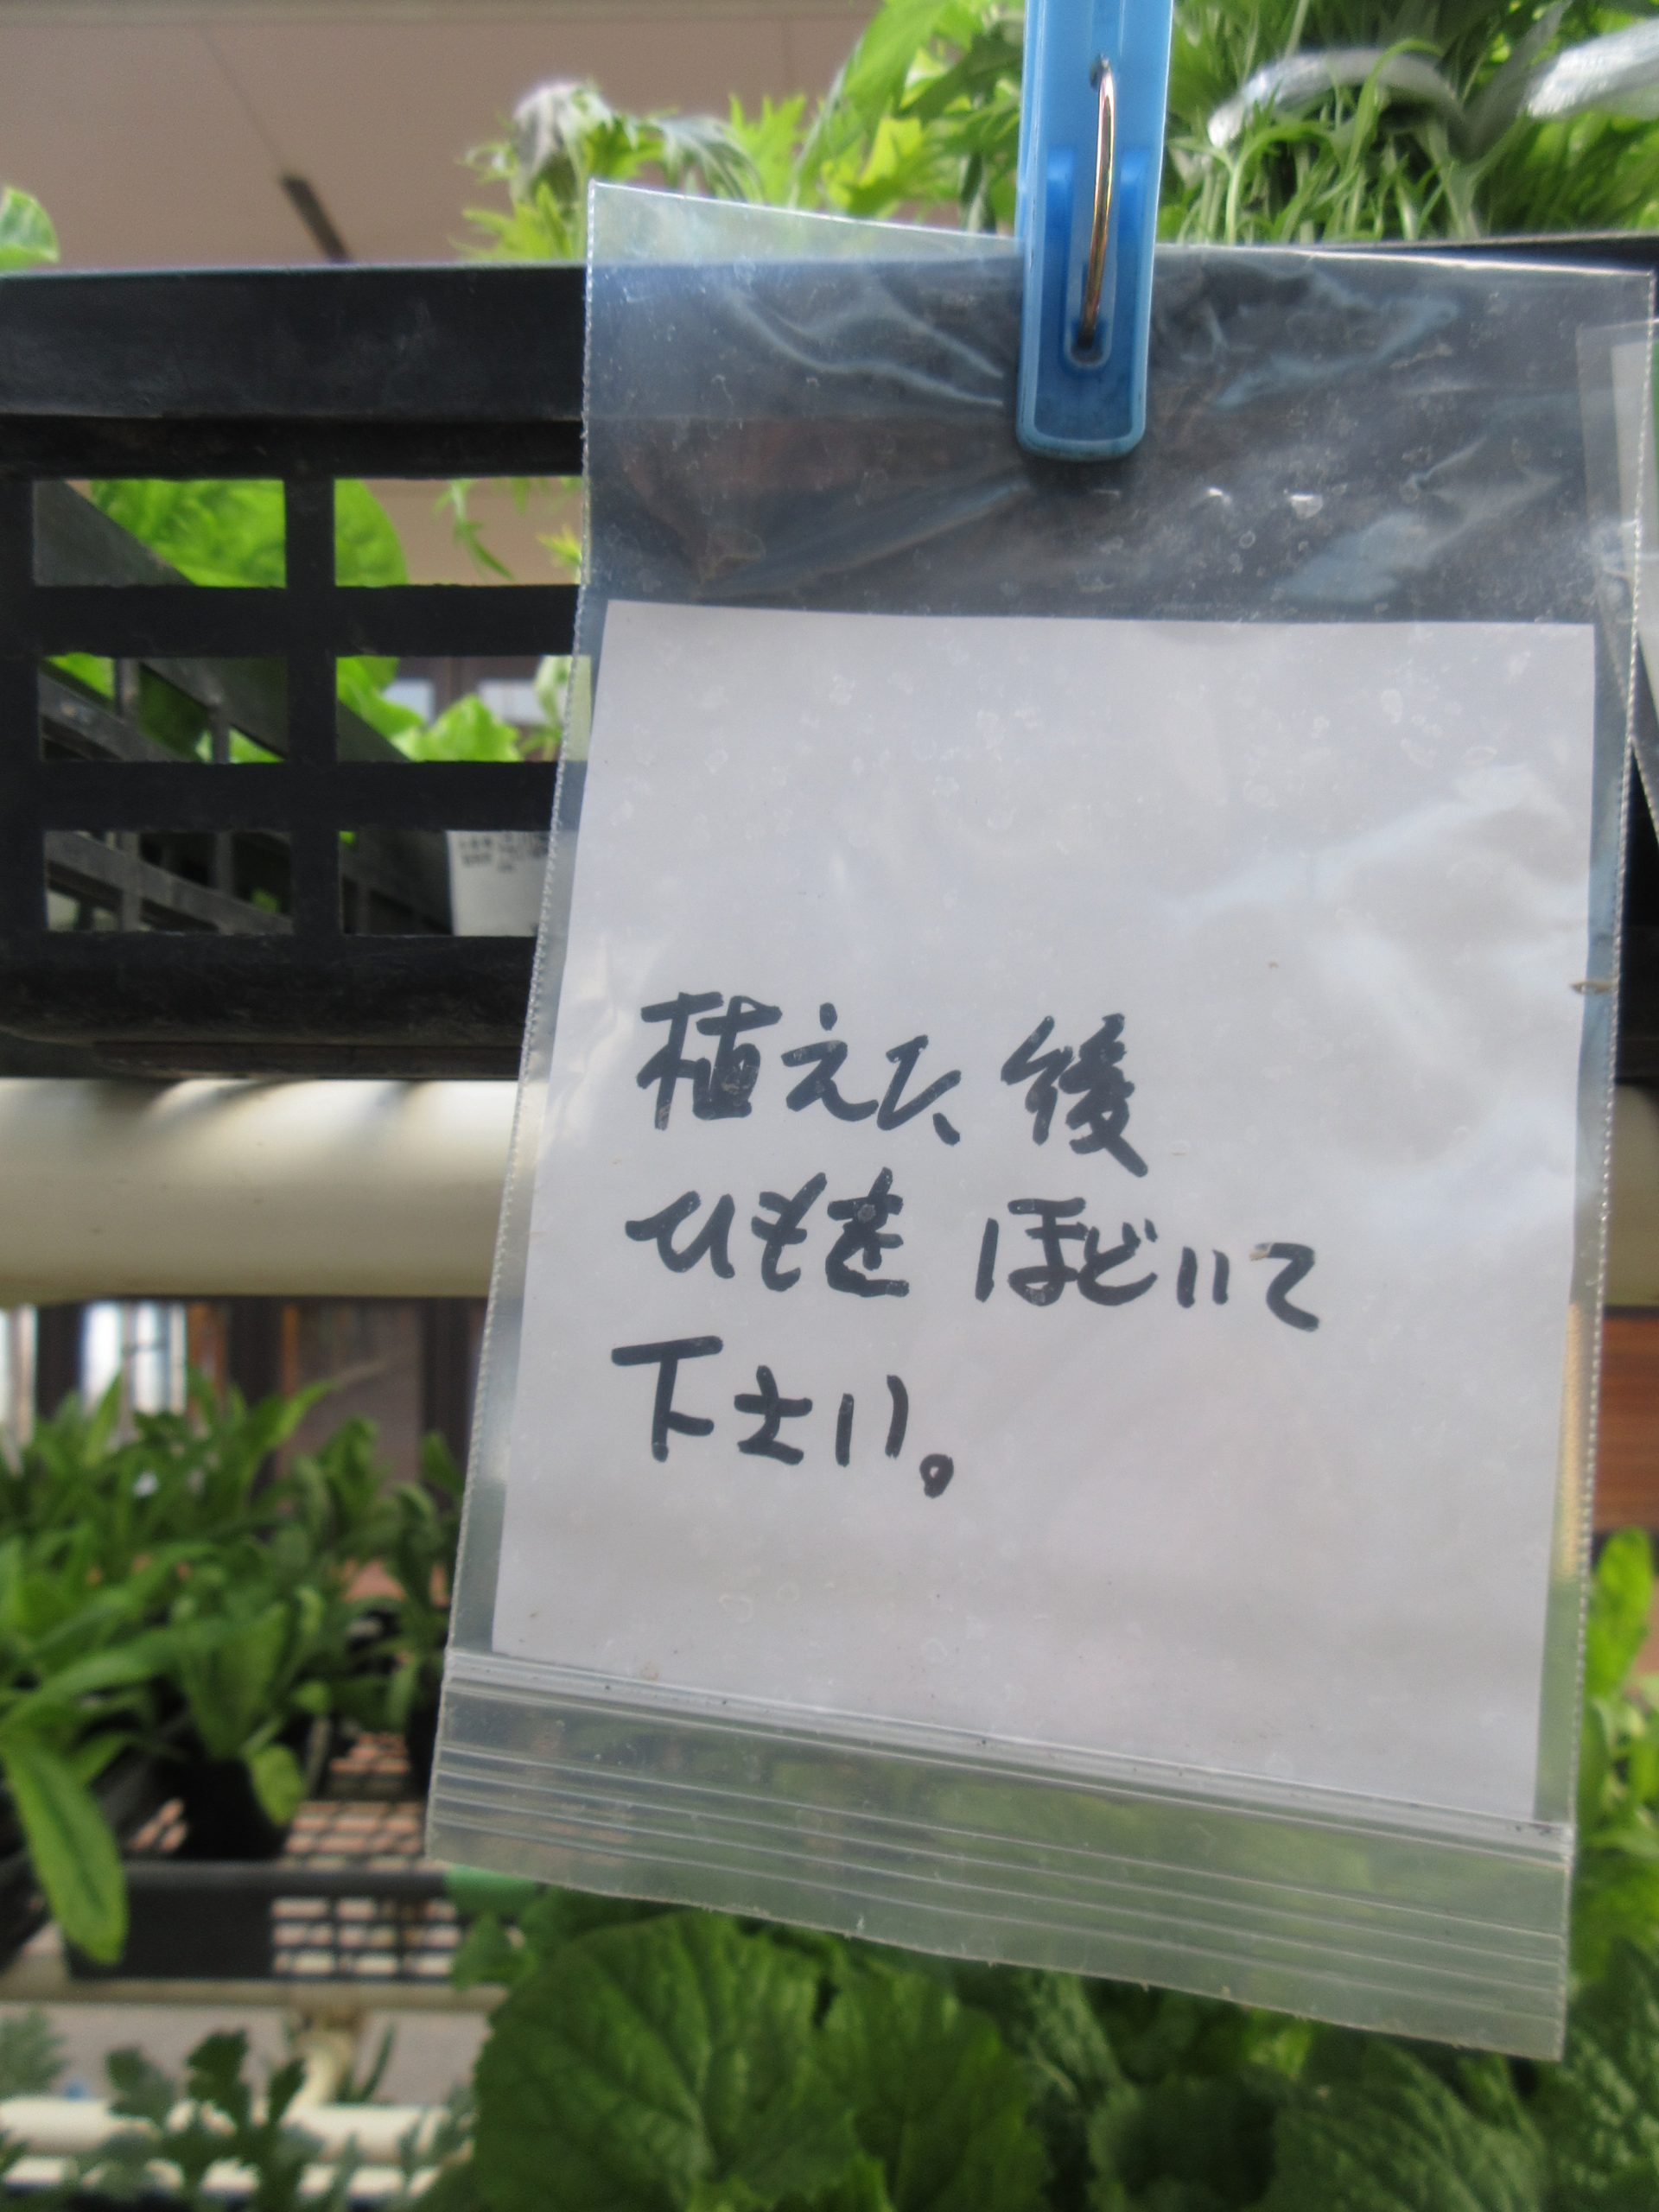 植えた後
ひもを ほどいて
下さい。